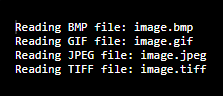 Reading BMP file: image.bmp
Reading GIF file: image.gif
Reading JPEG file: image.jpeg
Reading TIFF file: image.tiff